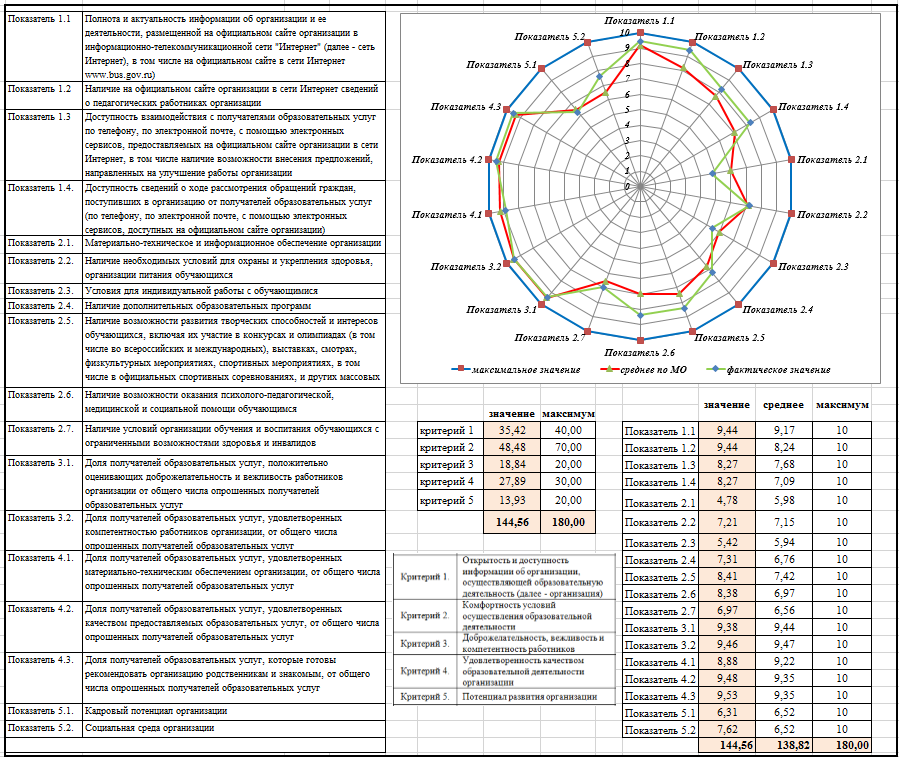 Показатель 1.1 Полнота и актуальность информации об организации и ее
деятельности, размещенной на официальном сайте организации в
информационно-телекоммуникационной сети "Интернет" (далее - сеть
Интернет), в том числе на официальном сайте в сети Интернет
www.bus.gov.ru)
Показатель 1.2 Наличие на официальном сайте организации в сети Интернет сведений
о педагогических работниках организации
Показатель 1.3 Доступность взаимодействия с получателями образовательных услуг
по телефону, по электронной почте, с помощью электронных
сервисов, предоставляемых на официальном сайте организации в сети
Интернет, в том числе наличие возможности внесения предложений,
направленных на улучшение работы организации
Показатель 1.4. Доступность сведений о ходе рассмотрения обращений граждан,
поступивших в организацию от получателей образовательных услуг
(по телефону, по электронной почте, с помощью электронных
сервисов, доступных на официальном сайте организации)
Показатель 2.1. Материально-техническое и информационное обеспечение организации
Показатель 2.2. Наличие необходимых условий для охраны и укрепления здоровья,
организации питания обучающихся
Показатель 2.3. Условия для индивидуальной работы с обучающимися
Показатель 2.4. Наличие дополнительных образовательных программ
Показатель 2.5. Наличие возможности развития творческих способностей и интересов
обучающихся, включая их участие в конкурсах и олимпиадах (в том
числе во всероссийских и международных), выставках, смотрах,
физкультурных мероприятиях, спортивных мероприятиях, в том
числе в официальных спортивных соревнованиях, и других массовых
Показатель 2.6. Наличие возможности оказания психолого-педагогической,
медицинской и социальной помощи обучающимся
Показатель 2.7. Наличие условий организации обучения и воспитания обучающихся с
ограниченными возможностями здоровья и инвалидов
Показатель 3.1. Доля получателей образовательных услуг, положительно
оценивающих доброжелательность и вежливость работников
организации от общего числа опрошенных получателей
образовательных услуг
Показатель 3.2. Доля получателей образовательных услуг, удовлетворенных
компетентностью работников организации, от общего числа
опрошенных получателей образовательных услуг
Показатель 4.1. Доля получателей образовательных услуг, удовлетворенных
материально-техническим обеспечением организации, от общего числа
опрошенных получателей образовательных услуг
Показатель 4.2. Доля получателей образовательных услуг, удовлетворенных
качеством предоставляемых образовательных услуг, от общего числа
опрошенных получателей образовательных услуг
Показатель 4.3. Доля получателей образовательных услуг, которые готовы
рекомендовать организацию родственникам и знакомым, от общего
числа опрошенных получателей образовательных услуг
Показатель 5.1. Кадровый потенциал организации
Показатель 5.2. Социальная среда организации
Показатель 1.1
Показатель 1.2
Показатель 1.3
Показатель 1.4
Показатель 2.1
Показатель 2.2
Показатель 2.3
Показатель 2.4
Показатель 2.5
Показатель 2.6
Показатель 2.7
Показатель 3.1
Показатель 3.2
Показатель 4.1
Показатель 4.2
Показатель 4.3
Показатель 5.1
Показатель 5.2
10
9
8
7
6
5
4
3
2
1
0
максимальное значение среднее по МО фактическое значение
значение максимум
критерий 1 35,42 40,00
критерий 2 48,48 70,00
критерий 3 18,84 20,00
критерий 4 27,89 30,00
критерий 5 13,93 20,00
144,56 180,00
Критерий 1. Открытость и доступность
информации об организации,
осуществляющей образовательную
деятельность (далее - организация)
Критерий 2. Комфортность условий
осуществления образовательной
деятельности
Критерий 3. Доброжелательность, вежливость и
компетентность работников
Критерий 4. Удовлетворенность качеством
образовательной деятельности
организации
Критерий 5. Потенциал развития организации
значение среднее максимум
Показатель 1.1 9,44 9,17 10
Показатель 1.2 9,44 8,24 10
Показатель 1.3 8,27 7,68 10
Показатель 1.4 8,27 7,09 10
Показатель 2.1 4,78 5,98 10
Показатель 2.2 7,21 7,15 10
Показатель 2.3 5,42 5,94 10
Показатель 2.4 7,31 6,76 10
Показатель 2.5 8,41 7,42 10
Показатель 2.6 8,38 6,97 10
Показатель 2.7 6,97 6,56 10
Показатель 3.1 9,38 9,44 10
Показатель 3.2 9,46 9,47 10
Показатель 4.1 8,88 9,22 10
Показатель 4.2 9,48 9,35 10
Показатель 4.3 9,53 9,35 10
Показатель 5.1 6,31 6,52 10
Показатель 5.2 7,62 6,52 10
144,56 138,82 180,00